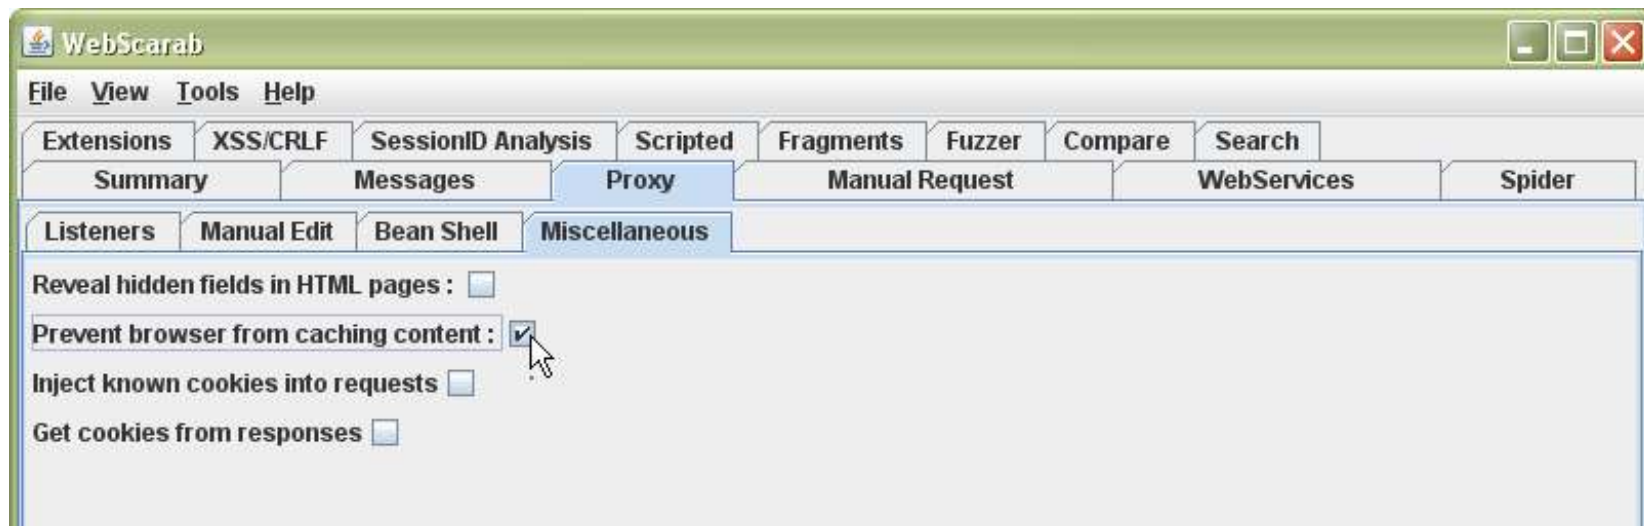 WebScarab
File View Tools Help
Extensions XSS/CRLF SessionID Analysis Scripted Fragments Fuzzer Compare Search
Summary Messages Proxy Manual Request WebServices Spider
Listeners Manual Edit Bean Shell Miscellaneous
Reveal hidden fields in HTML pages :
Prevent browser from caching content :
Inject known cookies into requests
Get cookies from responses